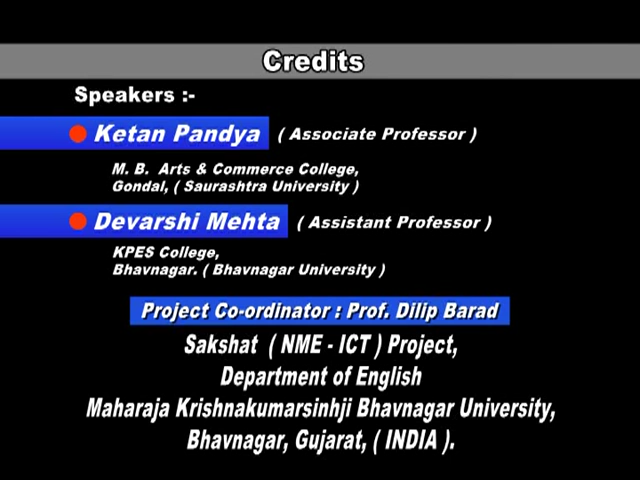 Credits
Speakers :-
Ketan Pandya ( Associate Professor )
M. B. Arts & Commerce College,
Gondal, ( Saurashtra University )
Devarshi Mehta ( Assistant Professor )
KPES College,
Bhavnagar. ( Bhavnagar University )
Project Co-ordinator : Prof. Dilip Barad
Sakshat ( NME - ICT ) Project,
Department of English
Maharaja Krishnakumarsinhji Bhavnagar University,
Bhavnagar, Gujarat, ( INDIA ).